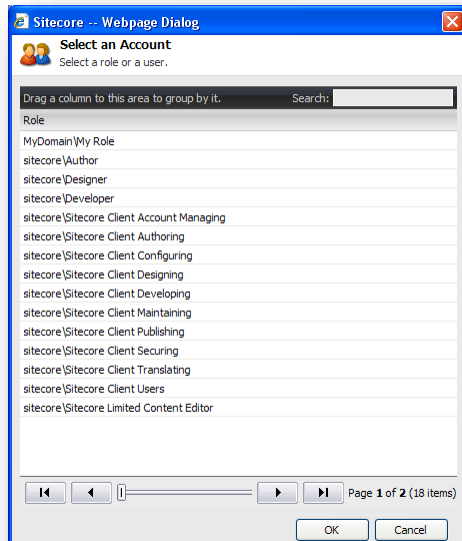 Sitecore -- Webpage Dialog
Select an Account
Select a role or a user.
Drag a column to this area to group by it. Search:
Role
MyDomain\My Role
sitecore\Author
sitecore\Designer
sitecore\Developer
sitecore\Sitecore Client Account Managing
sitecore\Sitecore Client Authoring
sitecore\Sitecore Client Configuring
sitecore\Sitecore Client Designing
sitecore\Sitecore Client Developing
sitecore\Sitecore Client Maintaining
sitecore\Sitecore Client Publishing
sitecore\Sitecore Client Securing
sitecore\Sitecore Client Translating
sitecore\Sitecore Client Users
sitecore\Sitecore Limited Content Editor
Page 1 of 2 (18 items)
OK Cancel